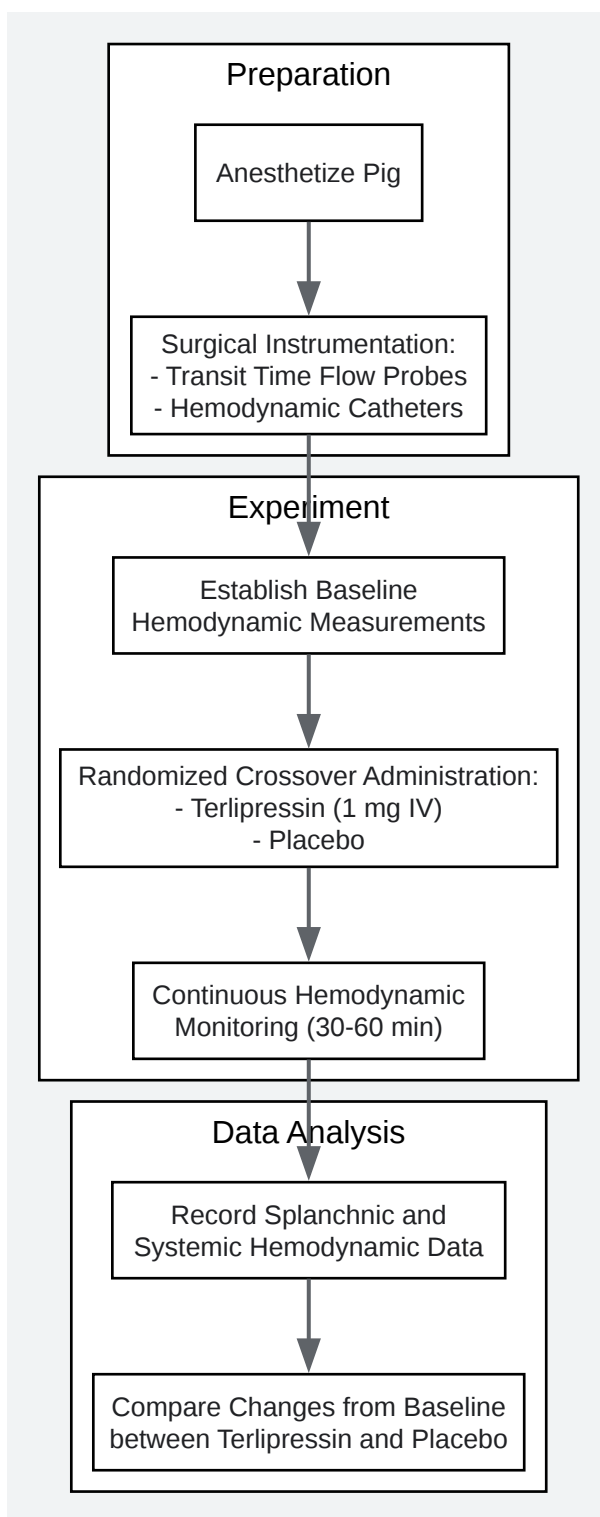 Preparation
Anesthetize Pig
Surgical Instrumentation:
- Transit Time Flow Probes
- Hemodynamic Catheters
Experiment
Establish Baseline
Hemodynamic Measurements
Randomized Crossover Administration:
- Terlipressin (1 mg IV)
- Placebo
Continuous Hemodynamic
Monitoring (30-60 min)
Data Analysis
Record Splanchnic and
Systemic Hemodynamic Data
Compare Changes from Baseline
between Terlipressin and Placebo